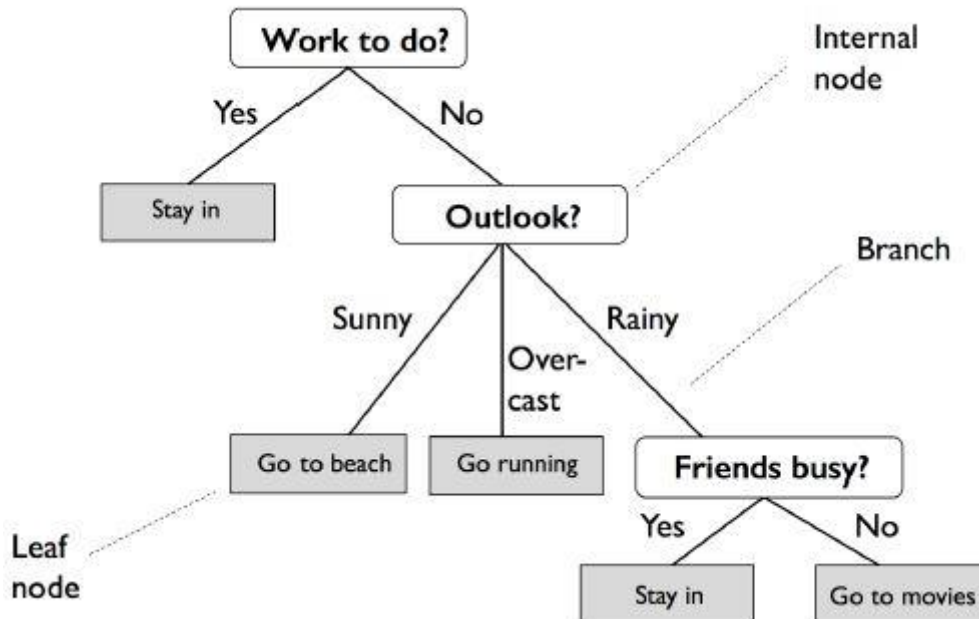 Work to do?
Internal
node
Yes
No
Stay in
Outlook?
Branch
Sunny
Rainy
Over-
cast
Go to beach
Go running
Friends busy?
Leaf
node
Yes
No
Stay in
Go to movies